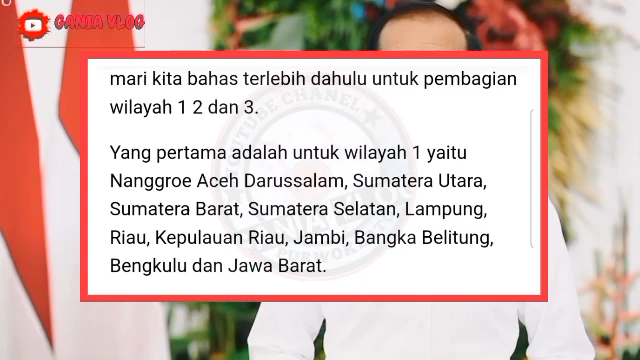 GANIA VLOG
mari kita bahas terlebih dahulu untuk pembagian
wilayah 1 2 dan 3.
Yang pertama adalah untuk wilayah 1 yaitu
Nanggroe Aceh Darussalam, Sumatera Utara,
Sumatera Barat, Sumatera Selatan, Lampung,
Riau, Kepulauan Riau, Jambi, Bangka Belitung,
Bengkulu dan Jawa Barat.